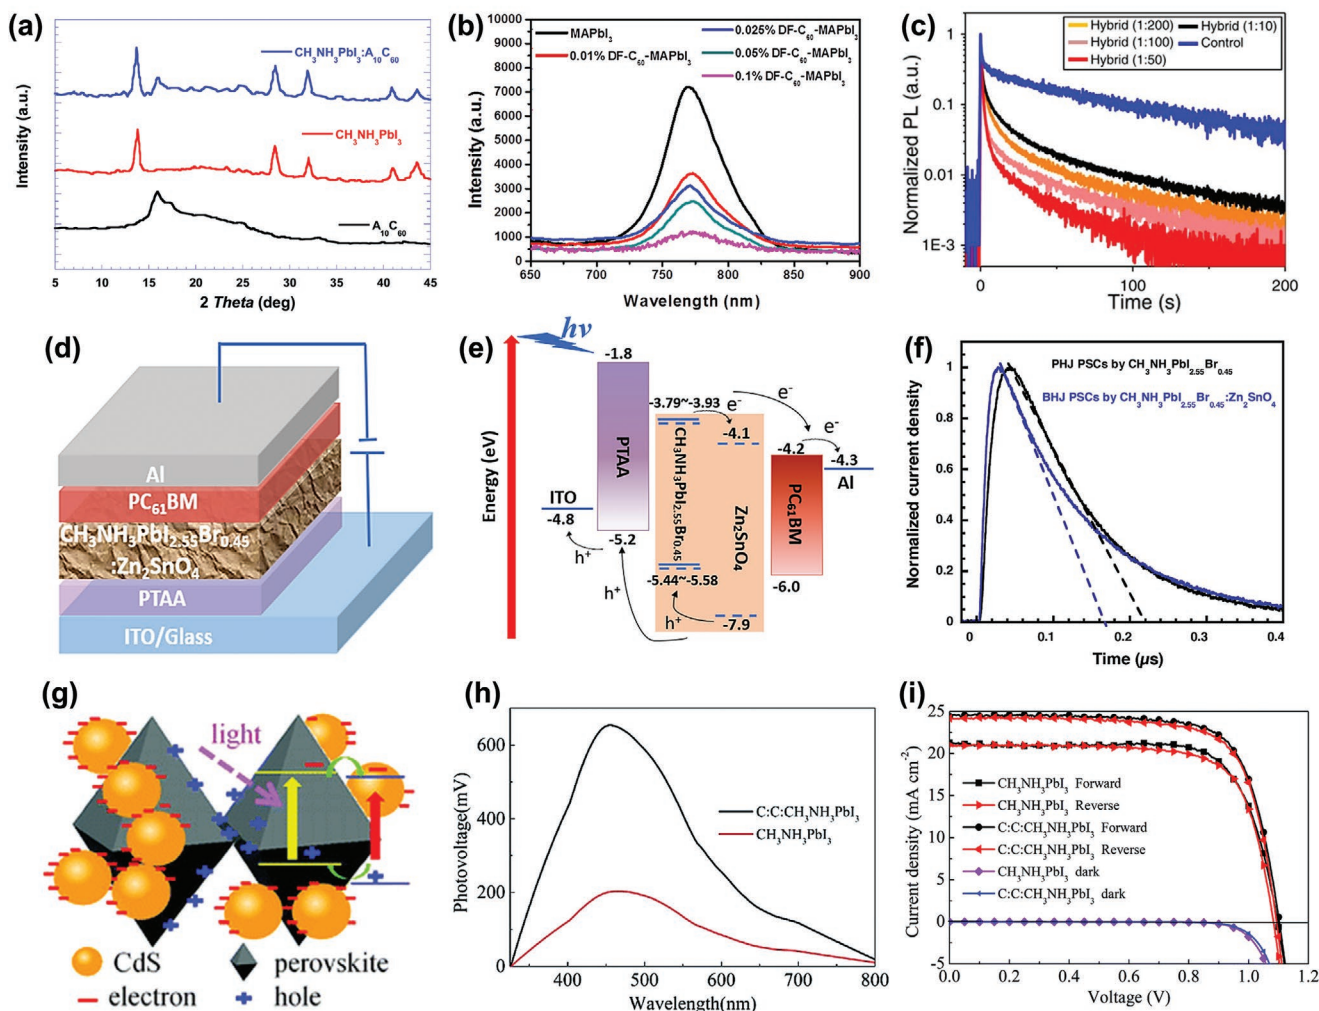 (a)
CH₃NH₃PbI₃:A₁₀C₆₀
CH₃NH₃PbI₃
A₁₀C₆₀
Intensity (a.u.)
5 10 15 20 25 30 35 40 45
2 Theta (deg)
(b)
10000
9000
8000
7000
6000
5000
4000
3000
2000
1000
0
Intensity (a.u.)
MAPbI₃
0.01% DF-C₆₀-MAPbI₃
0.025% DF-C₆₀-MAPbI₃
0.05% DF-C₆₀-MAPbI₃
0.1% DF-C₆₀-MAPbI₃
650 700 750 800 850 900
Wavelength (nm)
(c)
Hybrid (1:200)
Hybrid (1:100)
Hybrid (1:50)
Hybrid (1:10)
Control
Normalized PL (a.u.)
1
0.1
0.01
1E-3
0 100 200
Time (s)
(d)
Al
PC₆₁BM
CH₃NH₃PbI₂.₅₅Br₀.₄₅
:Zn₂SnO₄
PTAA
ITO/Glass
(e)
hν
Energy (eV)
-1.8
PTAA
-5.2
ITO
-4.8
h⁺
-3.79~-3.93
e⁻
CH₃NH₃PbI₂.₅₅Br₀.₄₅
-5.44~-5.58
h⁺
h⁺
-4.1
Zn₂SnO₄
-7.9
e⁻
-4.2
PC₆₁BM
-6.0
e⁻
-4.3
Al
(f)
PHJ PSCs by CH₃NH₃PbI₂.₅₅Br₀.₄₅
BHJ PSCs by CH₃NH₃PbI₂.₅₅Br₀.₄₅:Zn₂SnO₄
Normalized current density
1
0.8
0.6
0.4
0.2
0
0 0.1 0.2 0.3 0.4
Time (μs)
(g)
light
CdS
perovskite
electron
hole
(h)
Photovoltage(mV)
600
400
200
0
C:C:CH₃NH₃PbI₃
CH₃NH₃PbI₃
400 500 600 700 800
Wavelength(nm)
(i)
Current density (mA cm⁻²)
25
20
15
10
5
0
-5
CH₃NH₃PbI₃ Forward
CH₃NH₃PbI₃ Reverse
C:C:CH₃NH₃PbI₃ Forward
C:C:CH₃NH₃PbI₃ Reverse
CH₃NH₃PbI₃ dark
C:C:CH₃NH₃PbI₃ dark
0.0 0.2 0.4 0.6 0.8 1.0 1.2
Voltage (V)